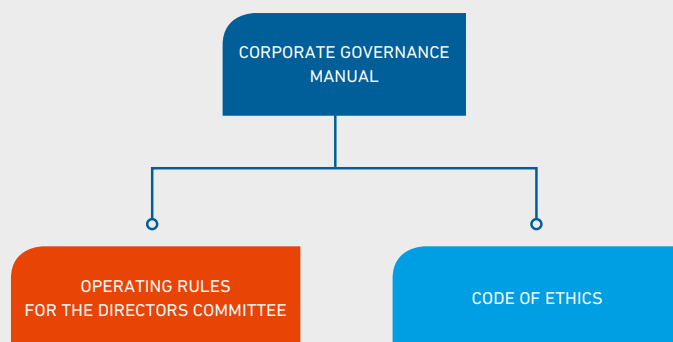 CORPORATE GOVERNANCE
MANUAL
OPERATING RULES
FOR THE DIRECTORS COMMITTEE
CODE OF ETHICS